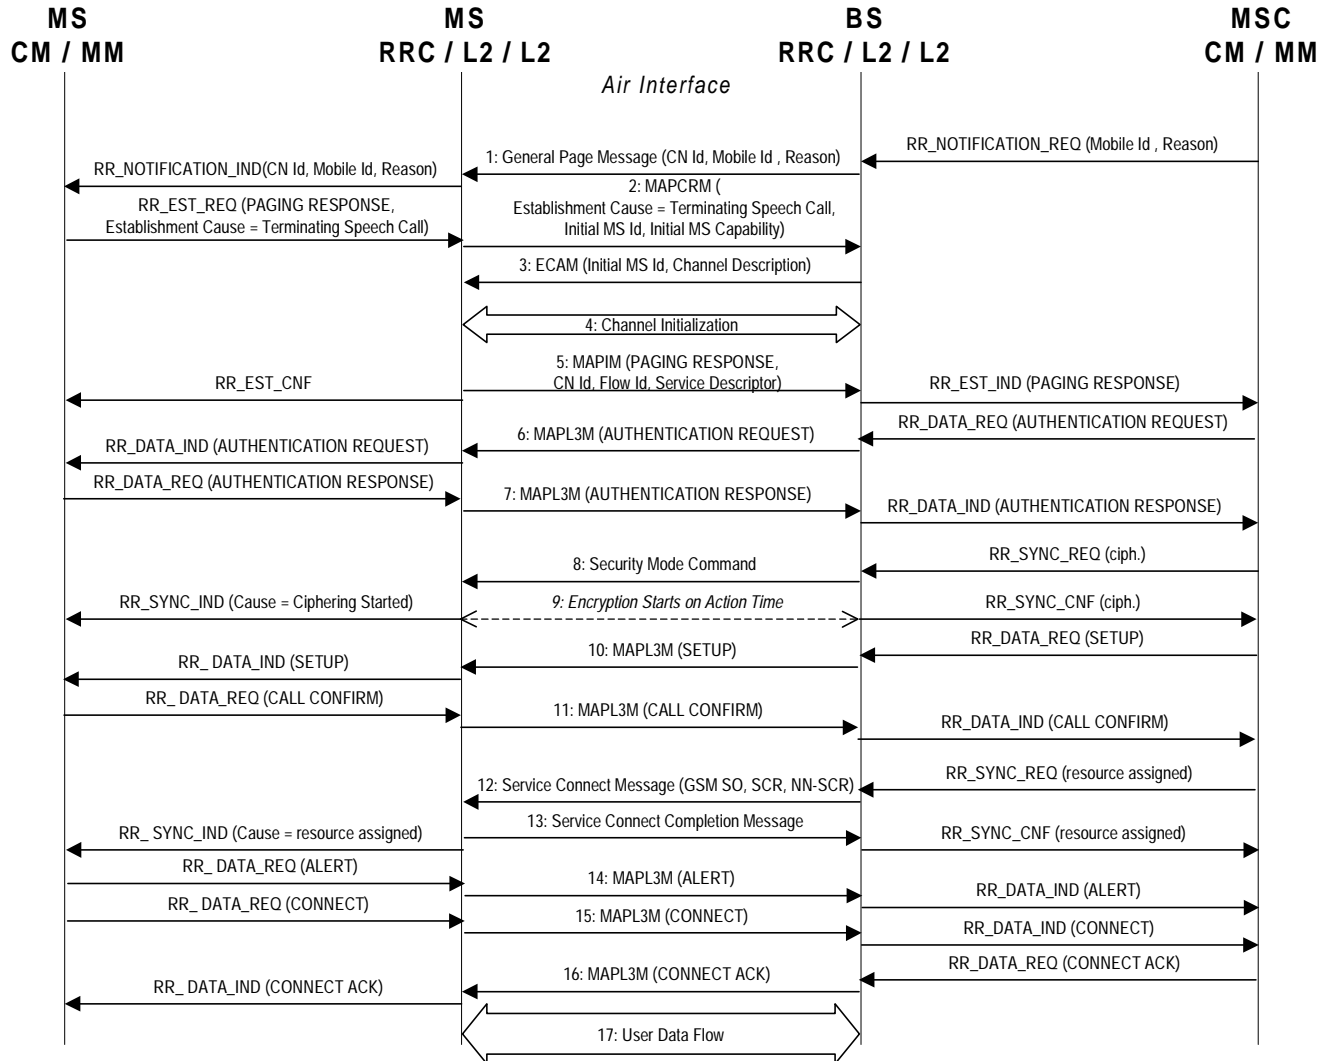 MS
CM / MM
MS
RRC / L2 / L2
BS
RRC / L2 / L2
MSC
CM / MM
Air Interface
RR_NOTIFICATION_REQ (Mobile Id , Reason)
1: General Page Message (CN Id, Mobile Id , Reason)
RR_NOTIFICATION_IND(CN Id, Mobile Id, Reason)
2: MAPCRM (
Establishment Cause = Terminating Speech Call,
Initial MS Id, Initial MS Capability)
RR_EST_REQ (PAGING RESPONSE,
Establishment Cause = Terminating Speech Call)
3: ECAM (Initial MS Id, Channel Description)
4: Channel Initialization
5: MAPIM (PAGING RESPONSE,
CN Id, Flow Id, Service Descriptor)
RR_EST_CNF
RR_EST_IND (PAGING RESPONSE)
RR_DATA_REQ (AUTHENTICATION REQUEST)
6: MAPL3M (AUTHENTICATION REQUEST)
RR_DATA_IND (AUTHENTICATION REQUEST)
RR_DATA_REQ (AUTHENTICATION RESPONSE)
7: MAPL3M (AUTHENTICATION RESPONSE)
RR_DATA_IND (AUTHENTICATION RESPONSE)
RR_SYNC_REQ (ciph.)
8: Security Mode Command
RR_SYNC_IND (Cause = Ciphering Started)
9: Encryption Starts on Action Time
RR_SYNC_CNF (ciph.)
RR_DATA_REQ (SETUP)
10: MAPL3M (SETUP)
RR_ DATA_IND (SETUP)
RR_ DATA_REQ (CALL CONFIRM)
11: MAPL3M (CALL CONFIRM)
RR_DATA_IND (CALL CONFIRM)
RR_SYNC_REQ (resource assigned)
12: Service Connect Message (GSM SO, SCR, NN-SCR)
13: Service Connect Completion Message
RR_ SYNC_IND (Cause = resource assigned)
RR_SYNC_CNF (resource assigned)
RR_ DATA_REQ (ALERT)
14: MAPL3M (ALERT)
RR_DATA_IND (ALERT)
RR_ DATA_REQ (CONNECT)
15: MAPL3M (CONNECT)
RR_DATA_IND (CONNECT)
RR_DATA_REQ (CONNECT ACK)
16: MAPL3M (CONNECT ACK)
RR_ DATA_IND (CONNECT ACK)
17: User Data Flow